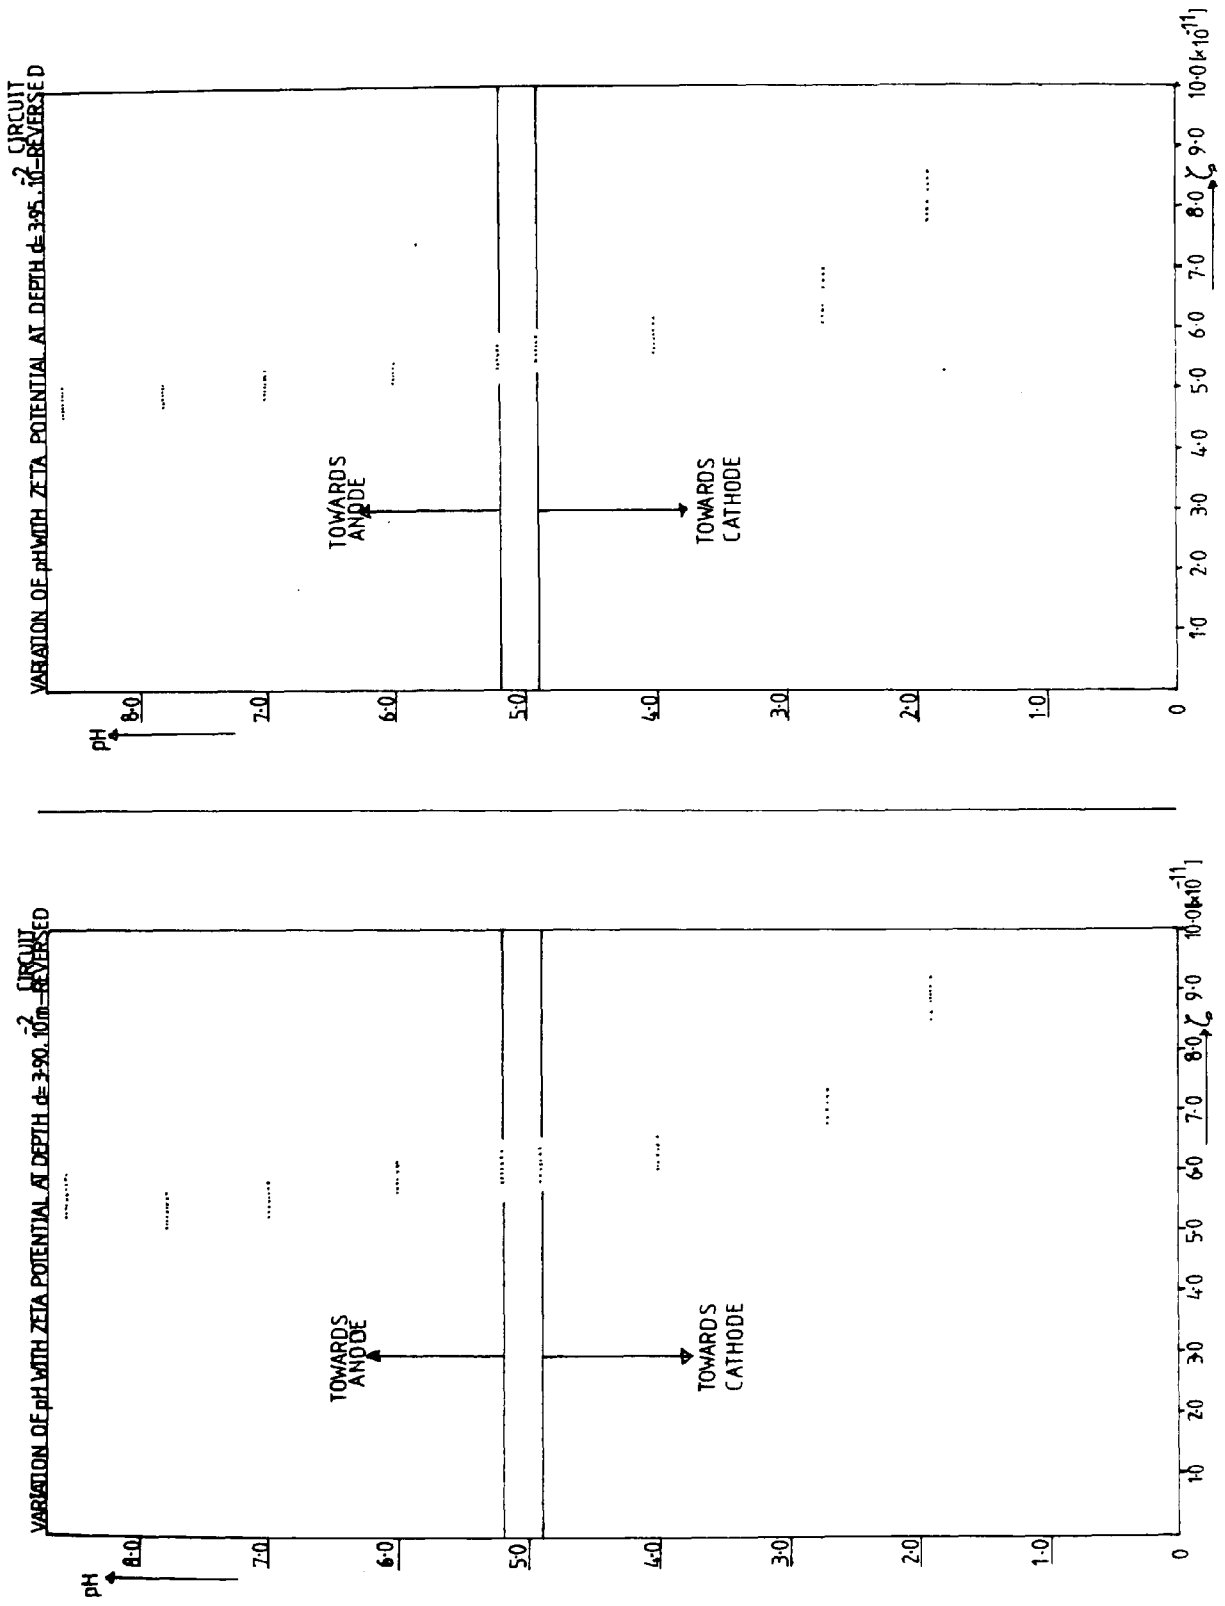 VARIATION OF pH WITH ZETA POTENTIAL AT DEPTH d= 3·90. 10⁻²m-CIRCUIT REVERSED
pH
8·0
7·0
6·0
5·0
4·0
3·0
2·0
1·0
0
TOWARDS
ANODE
TOWARDS
CATHODE
1·0
2·0
3·0
4·0
5·0
6·0
7·0
8·0
ζ
9·0
10·0 [×10⁻¹¹]
VARIATION OF pH WITH ZETA POTENTIAL AT DEPTH d= 3·95. 10⁻² CIRCUIT REVERSED
pH
8·0
7·0
6·0
5·0
4·0
3·0
2·0
1·0
0
TOWARDS
ANODE
TOWARDS
CATHODE
1·0
2·0
3·0
4·0
5·0
6·0
7·0
8·0
ζ
9·0
10·0 [×10⁻¹¹]